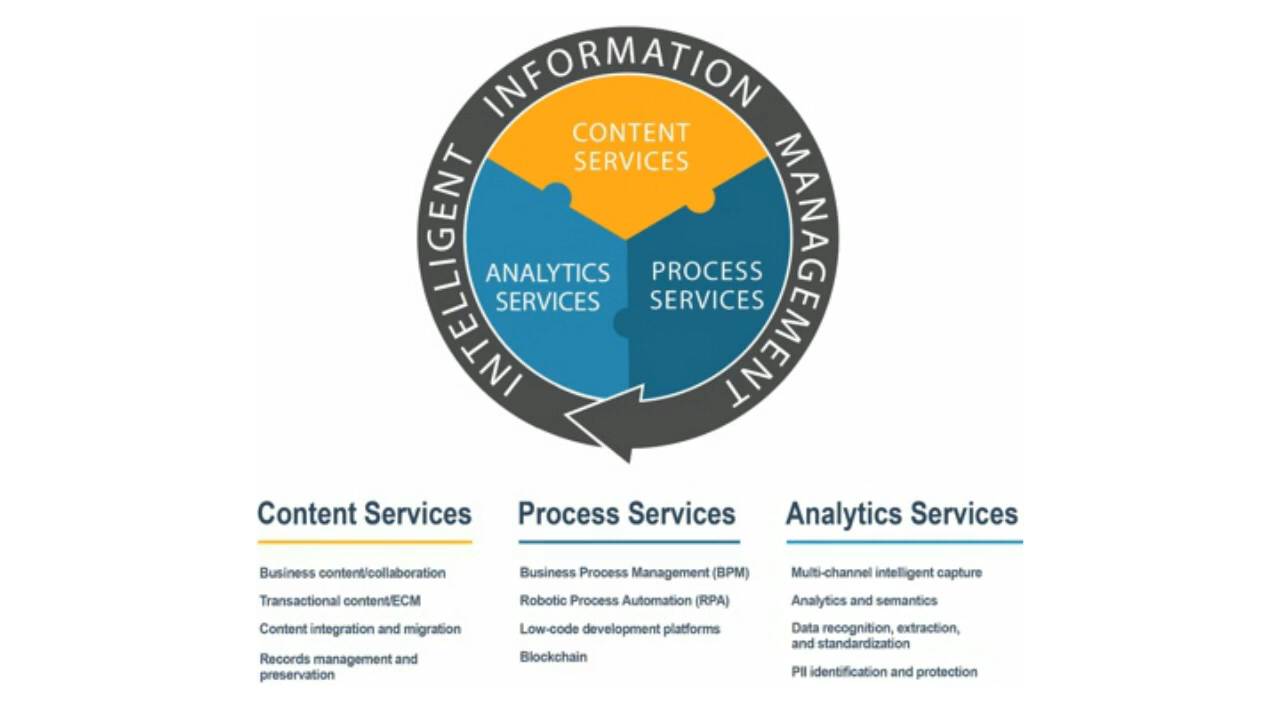 INTELLIGENT INFORMATION MANAGEMENT
CONTENT
SERVICES
ANALYTICS
SERVICES
PROCESS
SERVICES
Content Services
Business content/collaboration
Transactional content/ECM
Content integration and migration
Records management and
preservation
Process Services
Business Process Management (BPM)
Robotic Process Automation (RPA)
Low-code development platforms
Blockchain
Analytics Services
Multi-channel intelligent capture
Analytics and semantics
Data recognition, extraction,
and standardization
PII identification and protection